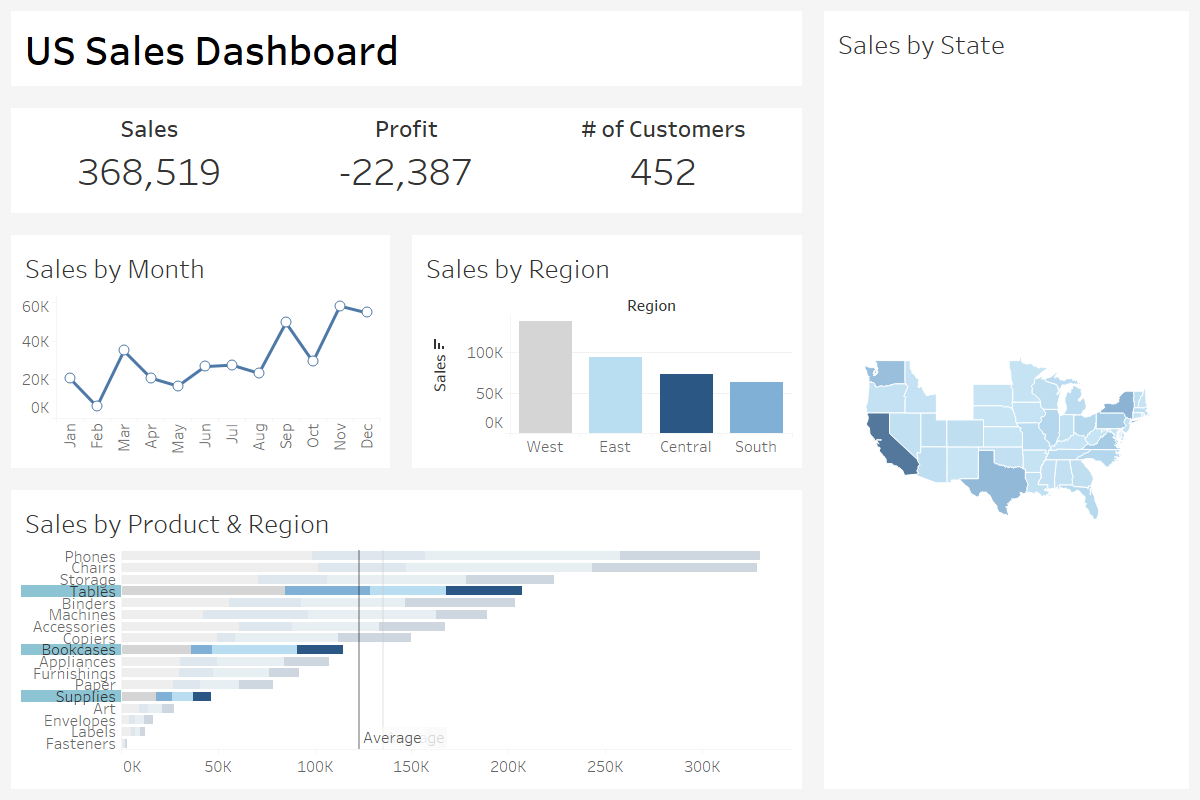 US Sales Dashboard
Sales
Profit
# of Customers
368,519
-22,387
452
Sales by Month
60K
40K
20K
0K
Jan
Feb
Mar
Apr
May
Jun
Jul
Aug
Sep
Oct
Nov
Dec
Sales by Region
Region
Sales
100K
50K
0K
West
East
Central
South
Sales by Product & Region
Phones
Chairs
Storage
Tables
Binders
Machines
Accessories
Copiers
Bookcases
Appliances
Furnishings
Paper
Supplies
Art
Envelopes
Labels
Fasteners
Average
0K
50K
100K
150K
200K
250K
300K
Sales by State